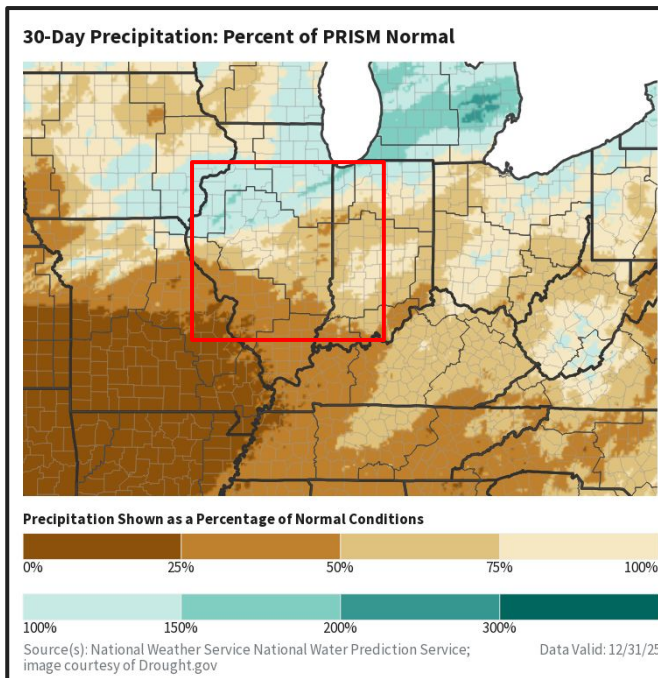 30-Day Precipitation: Percent of PRISM Normal
Precipitation Shown as a Percentage of Normal Conditions
0% 25% 50% 75% 100%
100% 150% 200% 300%
Source(s): National Weather Service National Water Prediction Service; Data Valid: 12/31/25
image courtesy of Drought.gov